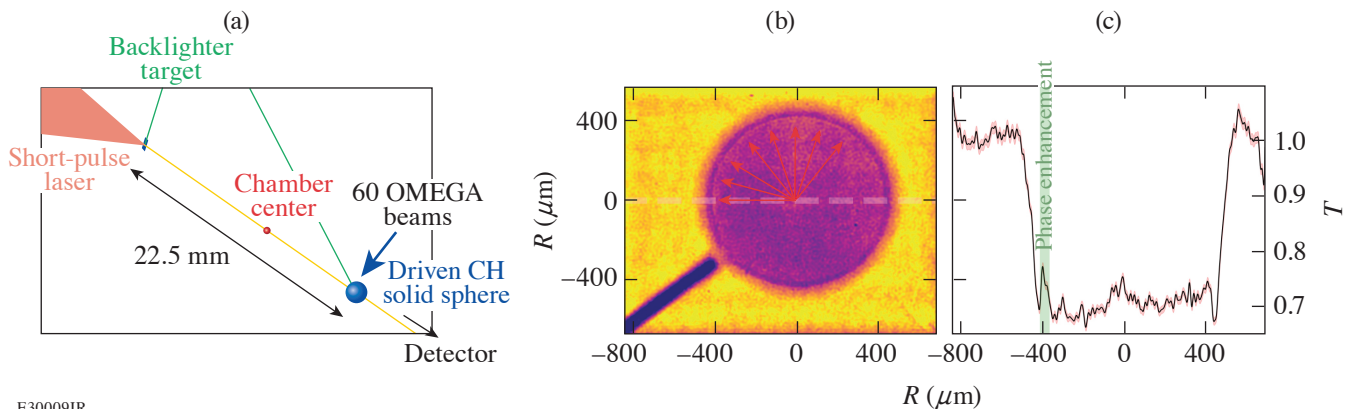 (a)
Backlighter
target
Short-pulse
laser
Chamber
center
60 OMEGA
beams
22.5 mm
Driven CH
solid sphere
Detector
E30009JR
(b)
R (μm)
400
0
−400
−800
−400
0
400
(c)
Phase enhancement
1.0
0.9
0.8
0.7
T
−800
−400
0
400
R (μm)